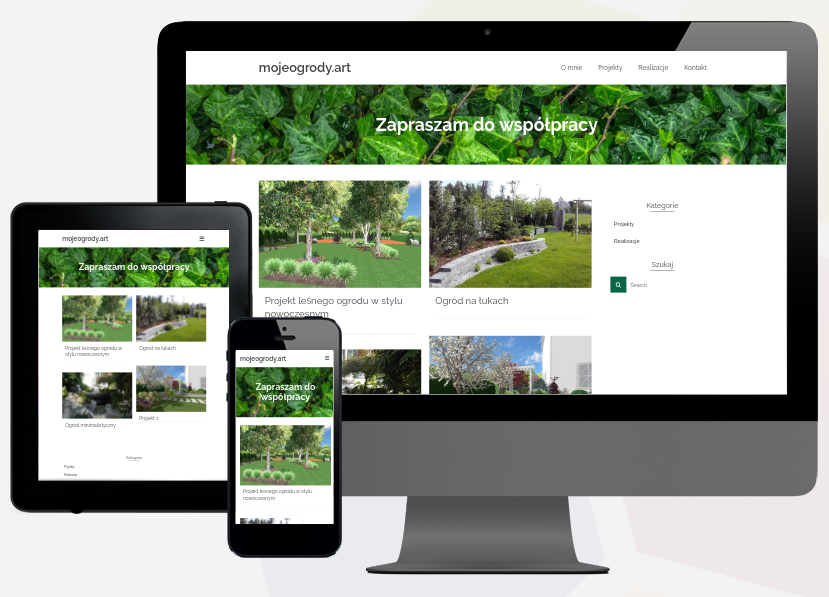 mojeogrody.art
O mnie Projekty Realizacje Kontakt
Zapraszam do współpracy
Projekt leśnego ogrodu w stylu
nowoczesnym
Ogród na łukach
Kategorie
Projekty
Realizacje
Szukaj
Search
mojeogrody.art
Zapraszam do współpracy
Projekt leśnego ogrodu w
stylu nowoczesnym
Ogród na łukach
Ogród minimalistyczny
Projekt 1
Kategorie
Projekty
Realizacje
mojeogrody.art
Zapraszam do
współpracy
Projekt leśnego ogrodu w stylu
nowoczesnym